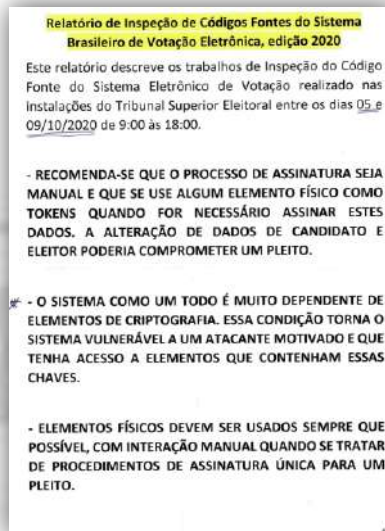 Relatório de Inspeção de Códigos Fontes do Sistema
Brasileiro de Votação Eletrônica, edição 2020
Este relatório descreve os trabalhos de Inspeção do Código
Fonte do Sistema Eletrônico de Votação realizado nas
instalações do Tribunal Superior Eleitoral entre os dias 05 e
09/10/2020 de 9:00 às 18:00.
- RECOMENDA-SE QUE O PROCESSO DE ASSINATURA SEJA
MANUAL E QUE SE USE ALGUM ELEMENTO FÍSICO COMO
TOKENS QUANDO FOR NECESSÁRIO ASSINAR ESTES
DADOS. A ALTERAÇÃO DE DADOS DE CANDIDATO E
ELEITOR PODERIA COMPROMETER UM PLEITO.
- O SISTEMA COMO UM TODO É MUITO DEPENDENTE DE
ELEMENTOS DE CRIPTOGRAFIA. ESSA CONDIÇÃO TORNA O
SISTEMA VULNERÁVEL A UM ATACANTE MOTIVADO E QUE
TENHA ACESSO A ELEMENTOS QUE CONTENHAM ESSAS
CHAVES.
- ELEMENTOS FÍSICOS DEVEM SER USADOS SEMPRE QUE
POSSÍVEL, COM INTERAÇÃO MANUAL QUANDO SE TRATAR
DE PROCEDIMENTOS DE ASSINATURA ÚNICA PARA UM
PLEITO.